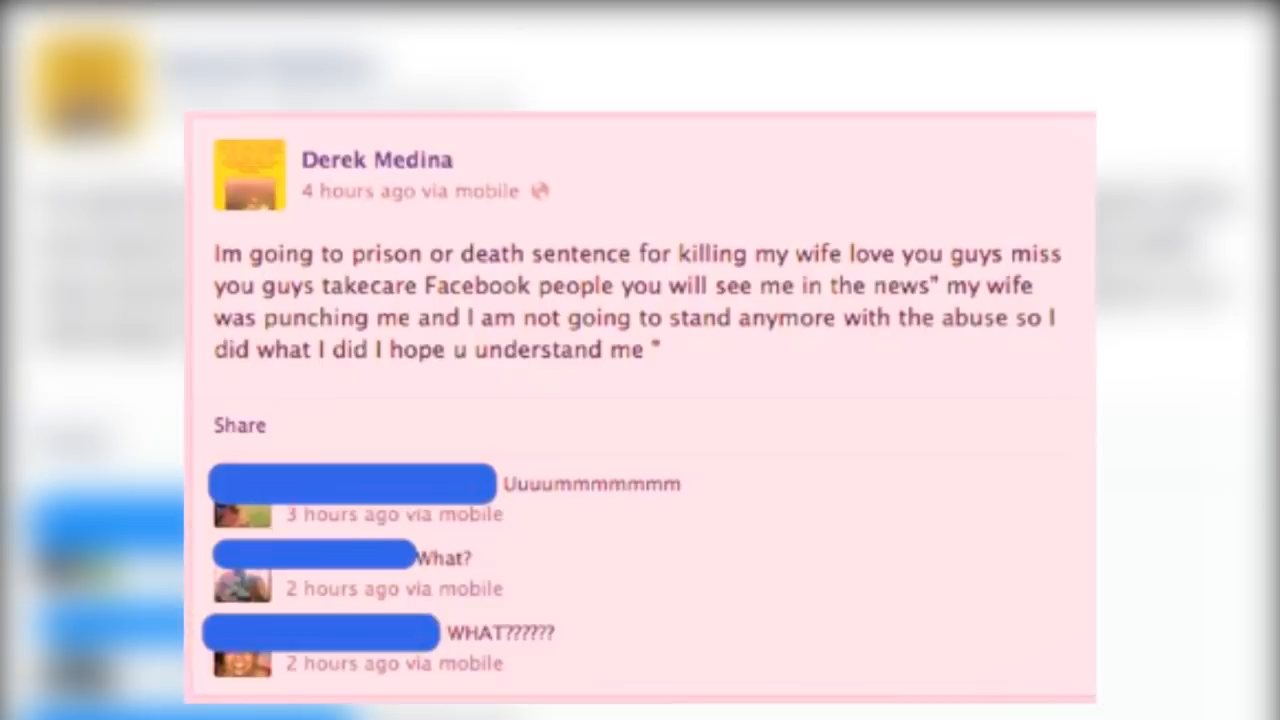 Derek Medina
4 hours ago via mobile
Im going to prison or death sentence for killing my wife love you guys miss
you guys takecare Facebook people you will see me in the news" my wife
was punching me and I am not going to stand anymore with the abuse so I
did what I did I hope u understand me "
Share
Uuuummmmmmm
3 hours ago via mobile
What?
2 hours ago via mobile
WHAT??????
2 hours ago via mobile